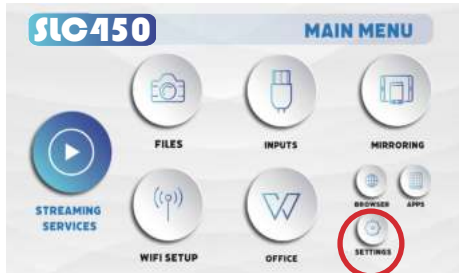 SLC450
MAIN MENU
FILES
INPUTS
MIRRORING
STREAMING
SERVICES
BROWSER
APPS
WIFI SETUP
OFFICE
SETTINGS